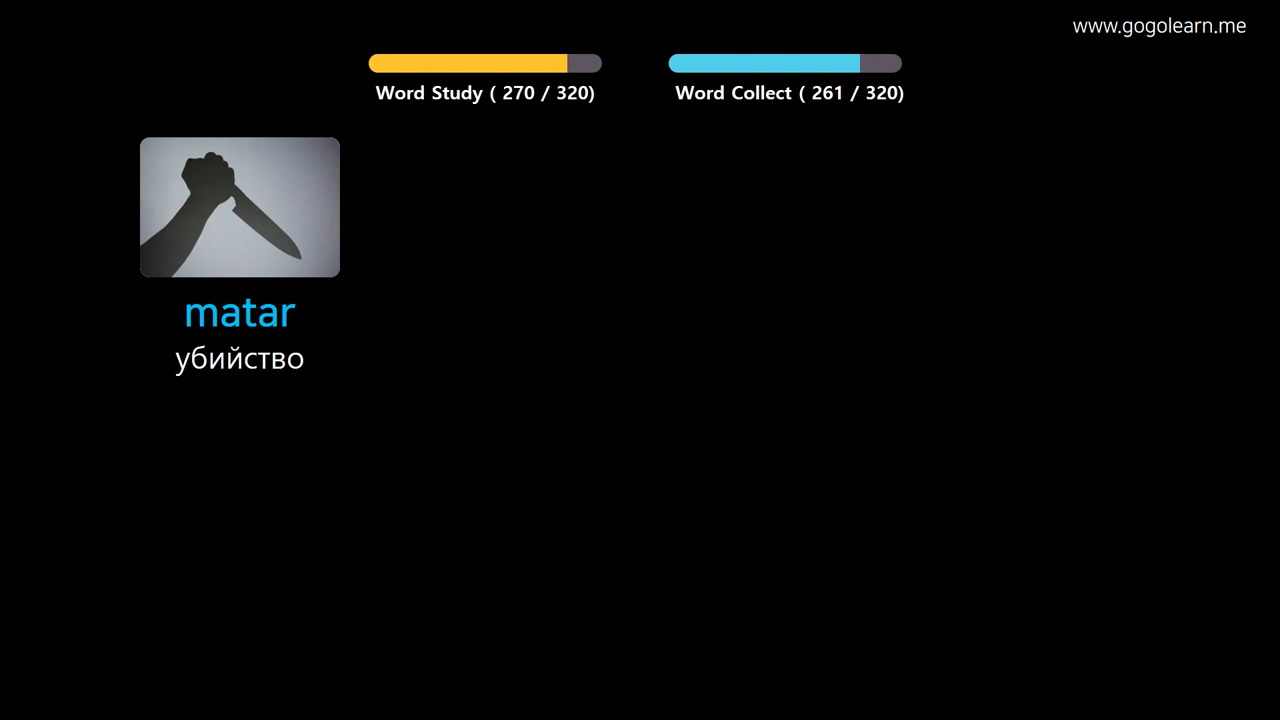 www.gogolearn.me
Word Study ( 270 / 320)
Word Collect ( 261 / 320)
matar
убийство